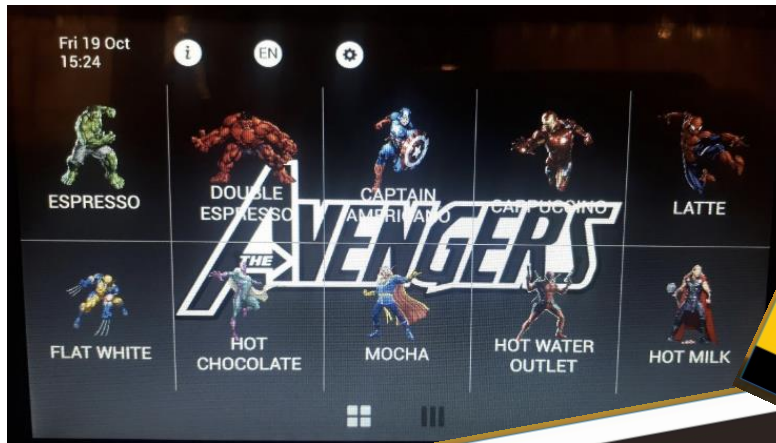 Fri 19 Oct
15:24
i
EN
ESPRESSO
DOUBLE
ESPRESSO
CAPTAIN
AMERICANO
CAPPUCCINO
LATTE
THE
AVENGERS
FLAT WHITE
HOT
CHOCOLATE
MOCHA
HOT WATER
OUTLET
HOT MILK